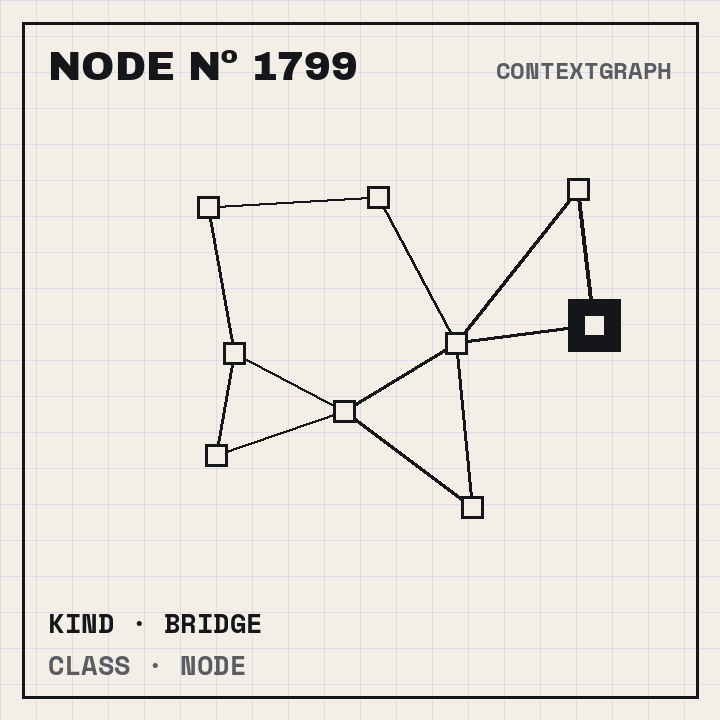 NODE Nº 1799
CONTEXTGRAPH
KIND · BRIDGE
CLASS · NODE